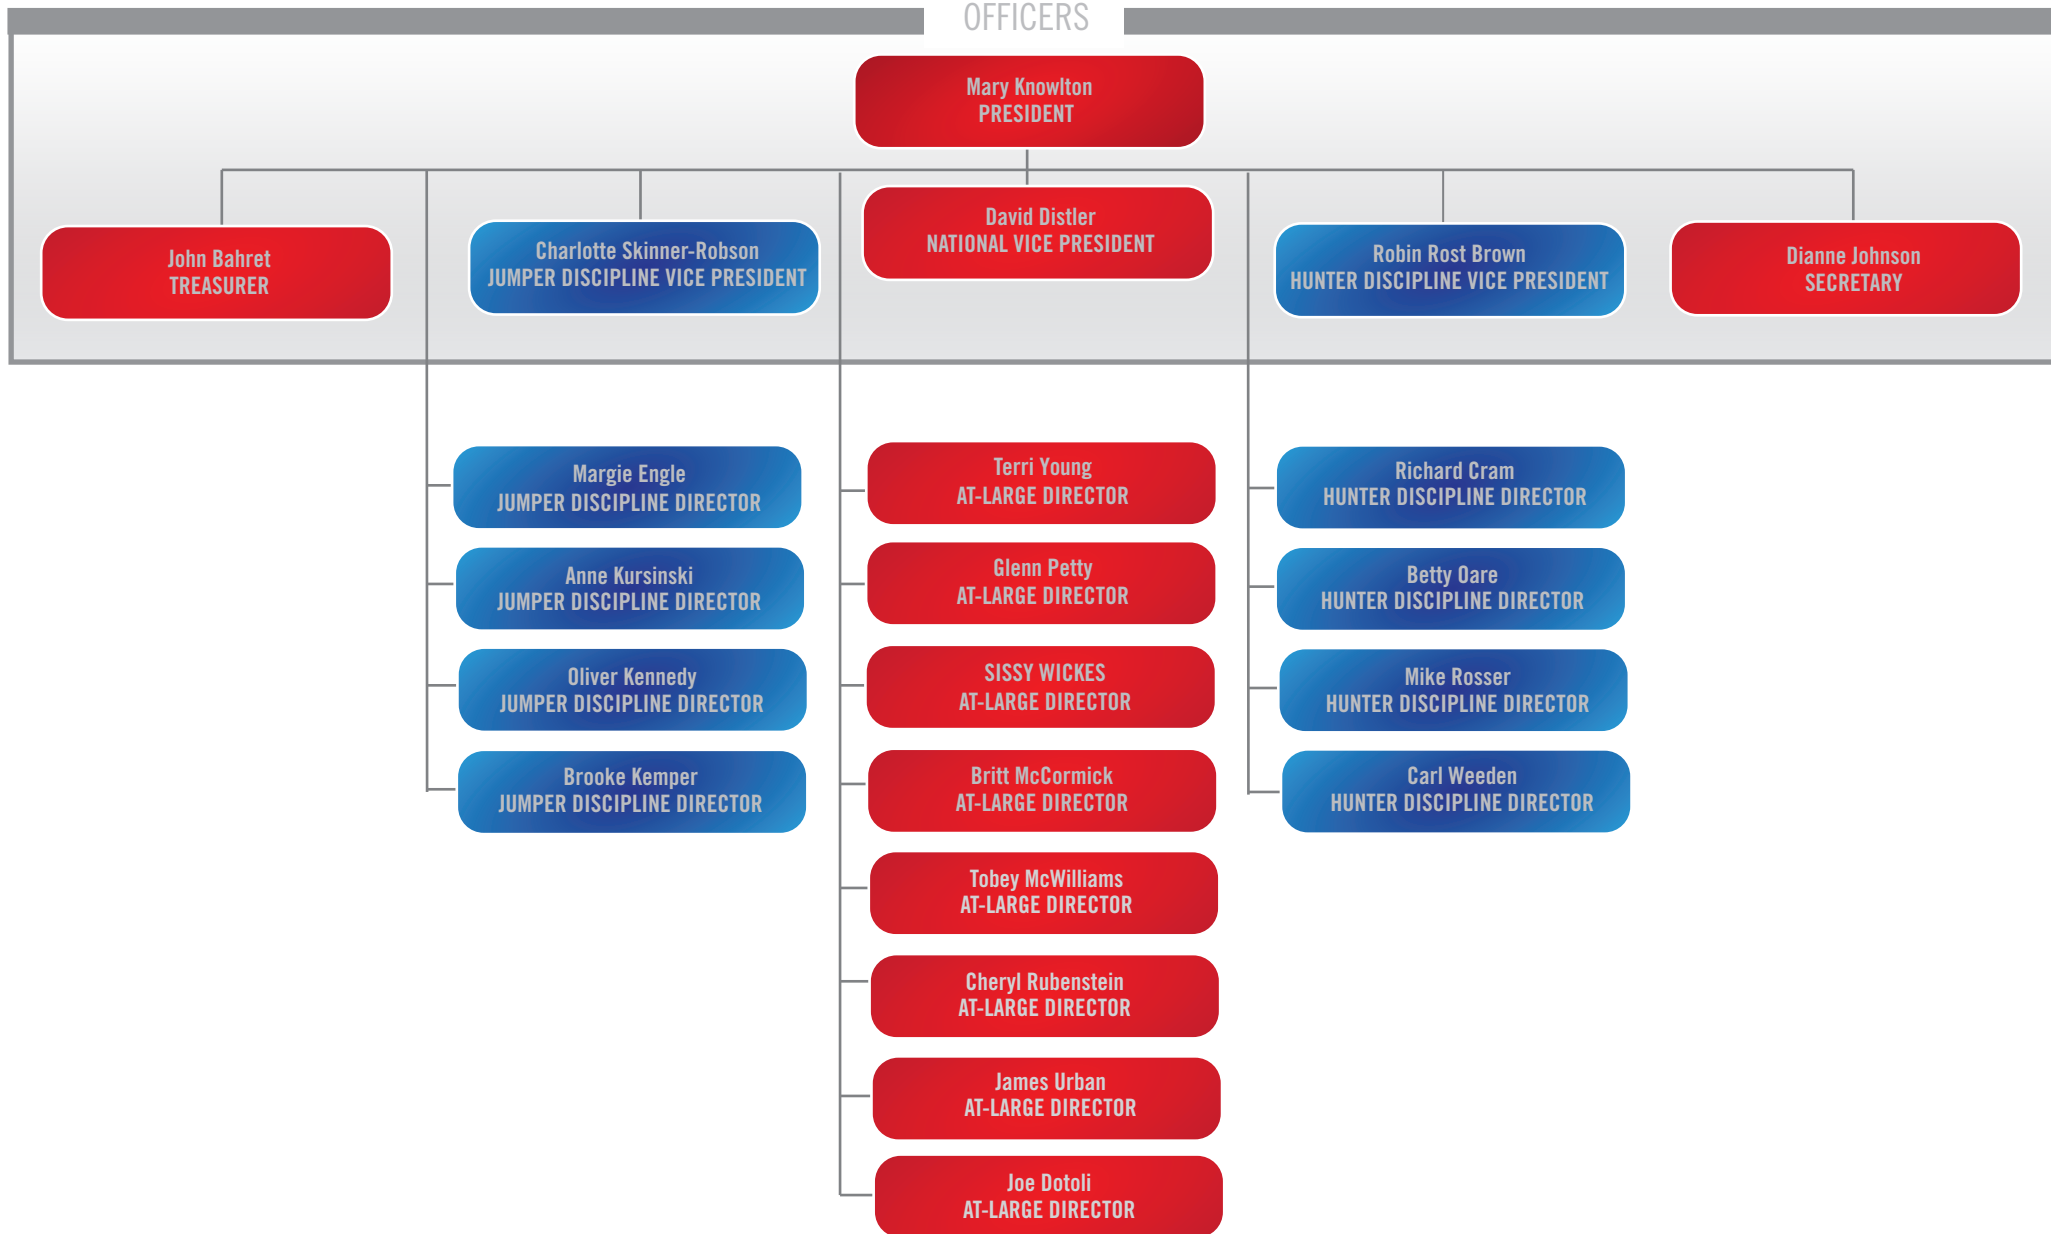 OFFICERS
Mary Knowlton
PRESIDENT
John Bahret
TREASURER
Charlotte Skinner-Robson
JUMPER DISCIPLINE VICE PRESIDENT
David Distler
NATIONAL VICE PRESIDENT
Robin Rost Brown
HUNTER DISCIPLINE VICE PRESIDENT
Dianne Johnson
SECRETARY
Margie Engle
JUMPER DISCIPLINE DIRECTOR
Anne Kursinski
JUMPER DISCIPLINE DIRECTOR
Oliver Kennedy
JUMPER DISCIPLINE DIRECTOR
Brooke Kemper
JUMPER DISCIPLINE DIRECTOR
Terri Young
AT-LARGE DIRECTOR
Glenn Petty
AT-LARGE DIRECTOR
SISSY WICKES
AT-LARGE DIRECTOR
Britt McCormick
AT-LARGE DIRECTOR
Tobey McWilliams
AT-LARGE DIRECTOR
Cheryl Rubenstein
AT-LARGE DIRECTOR
James Urban
AT-LARGE DIRECTOR
Joe Dotoli
AT-LARGE DIRECTOR
Richard Cram
HUNTER DISCIPLINE DIRECTOR
Betty Oare
HUNTER DISCIPLINE DIRECTOR
Mike Rosser
HUNTER DISCIPLINE DIRECTOR
Carl Weeden
HUNTER DISCIPLINE DIRECTOR